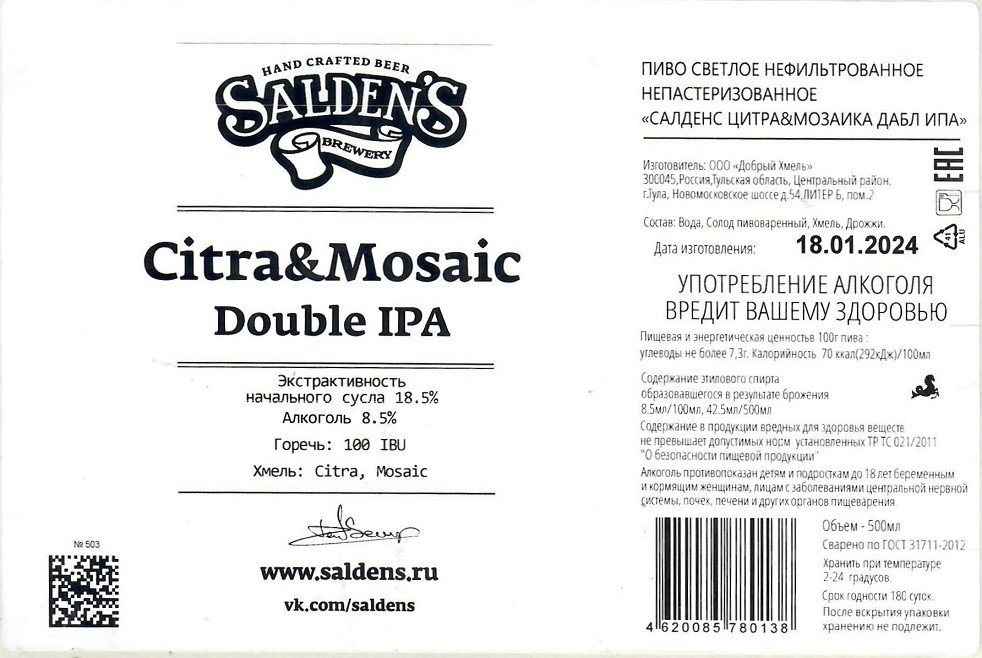 HAND CRAFTED BEER
SALDEN'S
BREWERY
Citra&Mosaic
Double IPA
Экстрактивность
начального сусла 18.5%
Алкоголь 8.5%
Горечь: 100 IBU
Хмель: Citra, Mosaic
№ 503
www.saldens.ru
vk.com/saldens
ПИВО СВЕТЛОЕ НЕФИЛЬТРОВАННОЕ
НЕПАСТЕРИЗОВАННОЕ
«САЛДЕНС ЦИТРА&МОЗАИКА ДАБЛ ИПА»
Изготовитель: ООО «Добрый Хмель»
300045,Россия,Тульская область, Центральный район,
г.Тула, Новомосковское шоссе д.54,ЛИТЕР Б, пом.2
EAC
Состав: Вода, Солод пивоваренный, Хмель, Дрожжи.
Дата изготовления: 18.01.2024
41
ALU
УПОТРЕБЛЕНИЕ АЛКОГОЛЯ
ВРЕДИТ ВАШЕМУ ЗДОРОВЬЮ
Пищевая и энергетическая ценностьв 100г пива :
углеводы не более 7,3г. Калорийность 70 ккал(292кДж)/100мл
Содержание этилового спирта
образовавшегося в результате брожения
8.5мл/100мл, 42.5мл/500мл
Содержание в продукции вредных для здоровья веществ
не превышает допустимых норм установленных ТР ТС 021/2011
"О безопасности пищевой продукции"
Алкоголь противопоказан детям и подросткам до 18 лет беременным
и кормящим женщинам, лицам с заболеваниями центральной нервной
системы, почек, печени и других органов пищеварения.
4 620085 780138
Объем - 500мл
Сварено по ГОСТ 31711-2012
Хранить при температуре
2-24 градусов.
Срок годности 180 суток.
После вскрытия упаковки
хранению не подлежит.